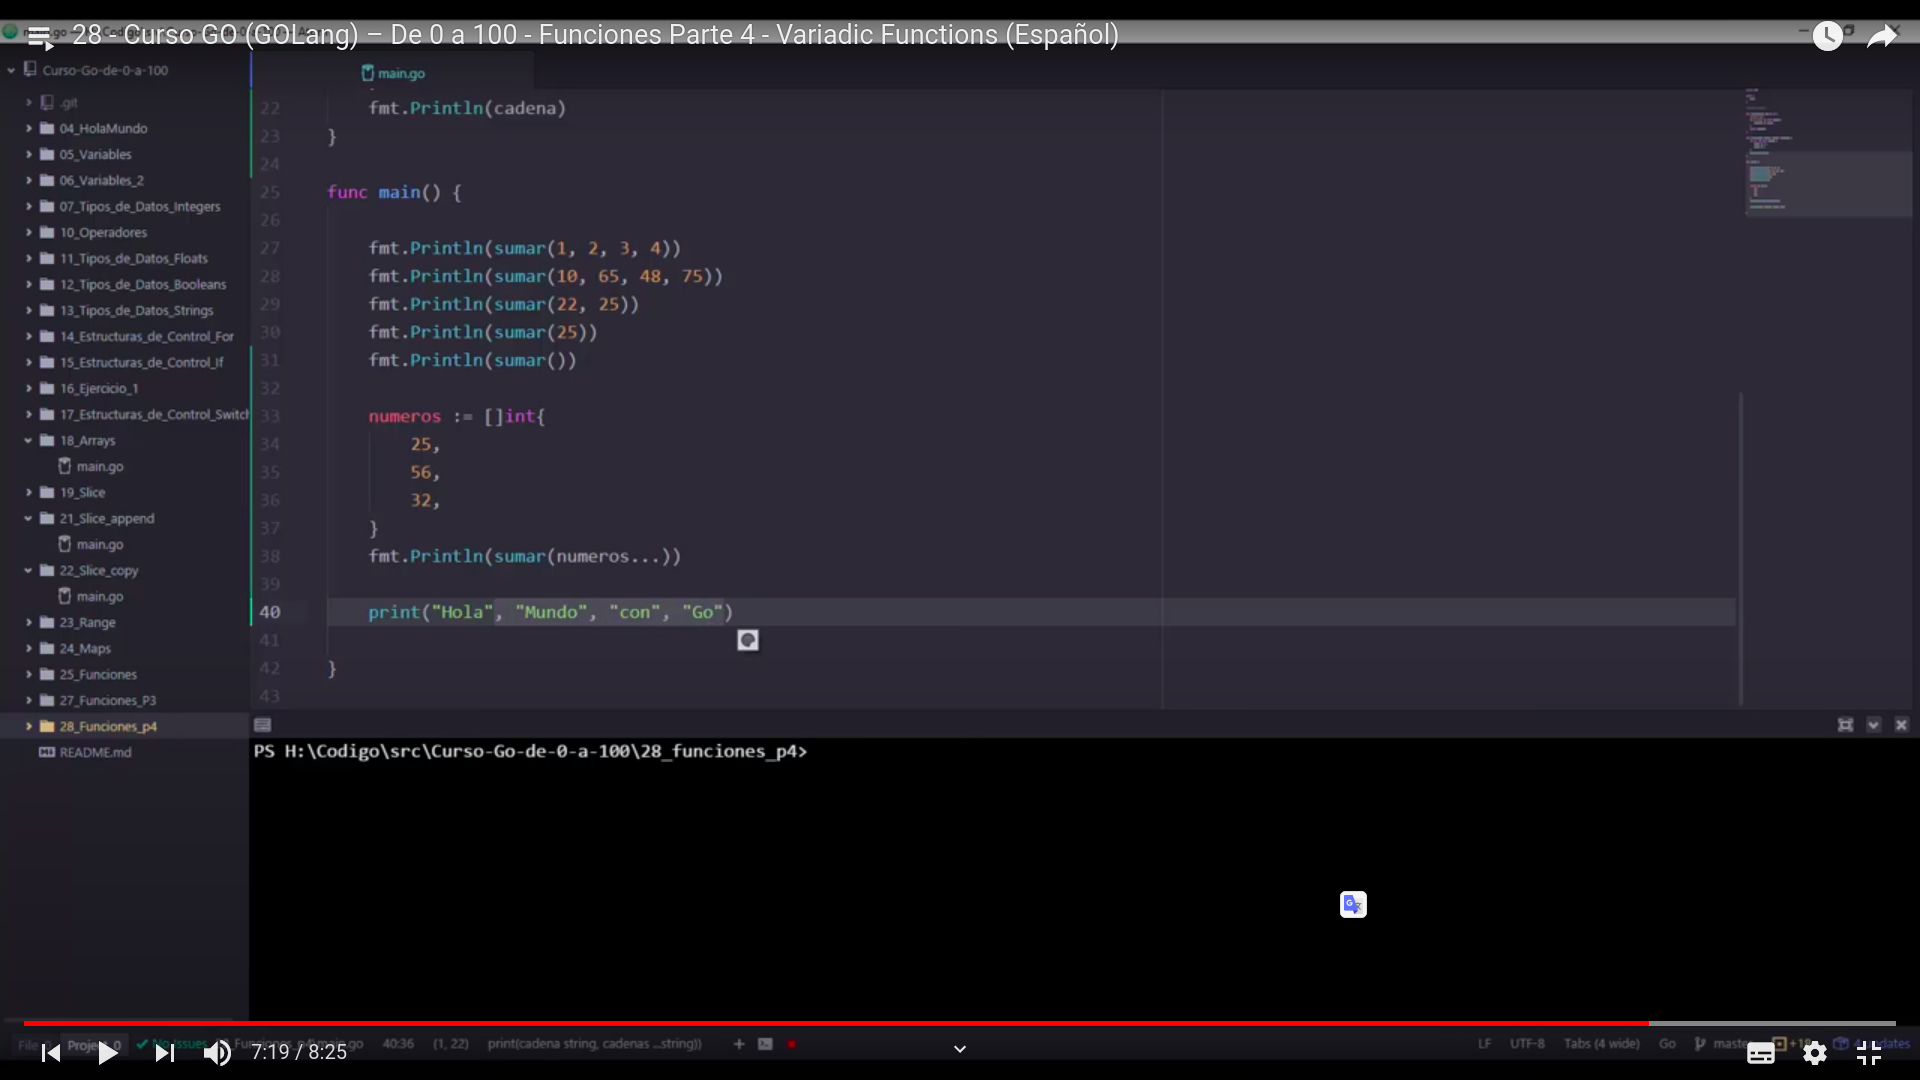 28 - Curso GO (GOLang) – De 0 a 100 - Funciones Parte 4 - Variadic Functions (Español)
Curso-Go-de-0-a-100
.git
04_HolaMundo
05_Variables
06_Variables_2
07_Tipos_de_Datos_Integers
10_Operadores
11_Tipos_de_Datos_Floats
12_Tipos_de_Datos_Booleans
13_Tipos_de_Datos_Strings
14_Estructuras_de_Control_For
15_Estructuras_de_Control_If
16_Ejercicio_1
17_Estructuras_de_Control_Switch
18_Arrays
main.go
19_Slice
21_Slice_append
main.go
22_Slice_copy
main.go
23_Range
24_Maps
25_Funciones
27_Funciones_P3
28_Funciones_p4
README.md
main.go
22 fmt.Println(cadena)
23 }
24
25 func main() {
26
27 fmt.Println(sumar(1, 2, 3, 4))
28 fmt.Println(sumar(10, 65, 48, 75))
29 fmt.Println(sumar(22, 25))
30 fmt.Println(sumar(25))
31 fmt.Println(sumar())
32
33 numeros := []int{
34 25,
35 56,
36 32,
37 }
38 fmt.Println(sumar(numeros...))
39
40 print("Hola", "Mundo", "con", "Go")
41
42 }
43
PS H:\Codigo\src\Curso-Go-de-0-a-100\28_funciones_p4>
File 0 Project 0 No Issues 40:36 (1, 22) print(cadena string, cadenas ...string)) LF UTF-8 Tabs (4 wide) Go
7:19 / 8:25